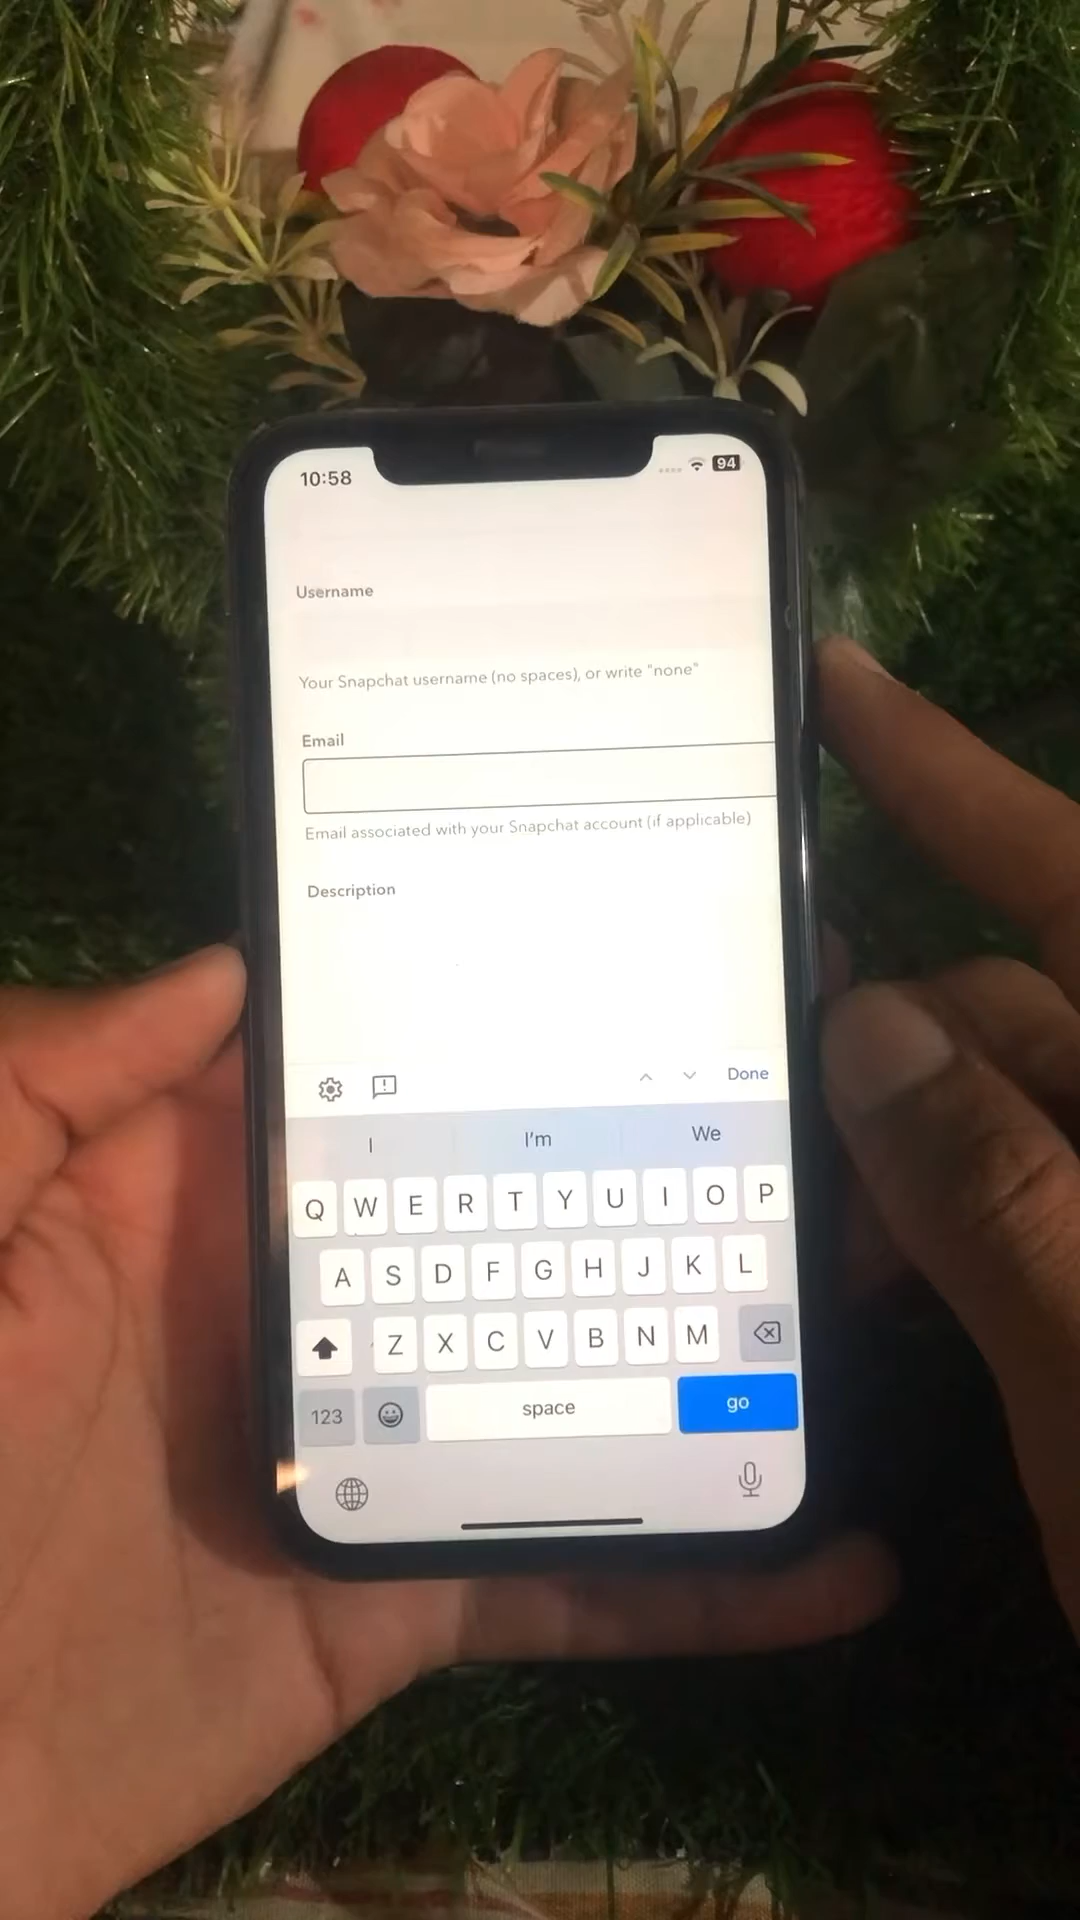 10:58
94
Username
Your Snapchat username (no spaces), or write "none"
Email
Email associated with your Snapchat account (if applicable)
Description
Done
I
I'm
We
Q W E R T Y U I O P
A S D F G H J K L
Z X C V B N M
123
space
go